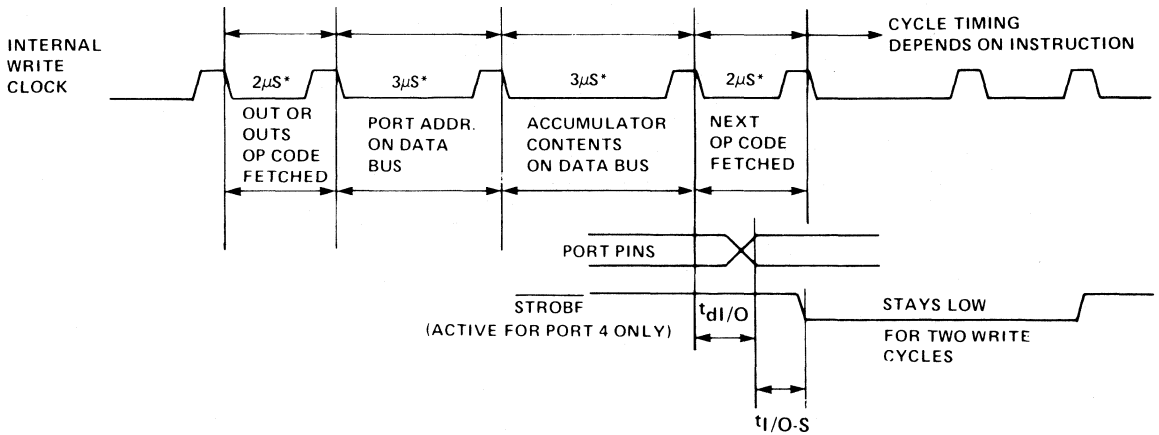 INTERNAL
WRITE
CLOCK
CYCLE TIMING
DEPENDS ON INSTRUCTION
2μS*
3μS*
3μS*
2μS*
OUT OR
OUTS
OP CODE
FETCHED
PORT ADDR.
ON DATA
BUS
ACCUMULATOR
CONTENTS
ON DATA BUS
NEXT
OP CODE
FETCHED
PORT PINS
STROBF
(ACTIVE FOR PORT 4 ONLY)
tdI/O
STAYS LOW
FOR TWO WRITE
CYCLES
tI/O-S